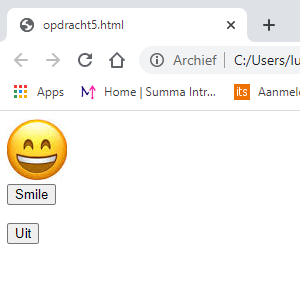 opdracht5.html
Archief C:/Users/lu
Apps Home | Summa Intr... its Aanmel
Smile
Uit